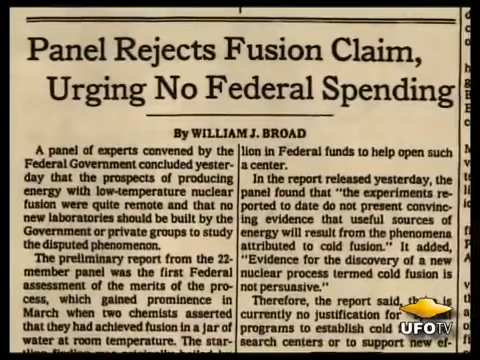 Panel Rejects Fusion Claim,
Urging No Federal Spending
By WILLIAM J. BROAD
A panel of experts convened by the
Federal Government concluded yester-
day that the prospects of producing
energy with low-temperature nuclear
fusion were quite remote and that no
new laboratories should be built by the
Government or private groups to study
the disputed phenomenon.
The preliminary report from the 22-
member panel was the first Federal
assessment of the merits of the pro-
cess, which gained prominence in
March when two chemists asserted
that they had achieved fusion in a jar of
water at room temperature. The star-
lion in Federal funds to help open such
a center.
In the report released yesterday, the
panel found that "the experiments re-
ported to date do not present convinc-
ing evidence that useful sources of
energy will result from the phenomena
attributed to cold fusion." It added,
"Evidence for the discovery of a new
nuclear process termed cold fusion is
not persuasive."
Therefore, the report said, is
currently no justification for
programs to establish cold
search centers or to support new ef-
UFOTV